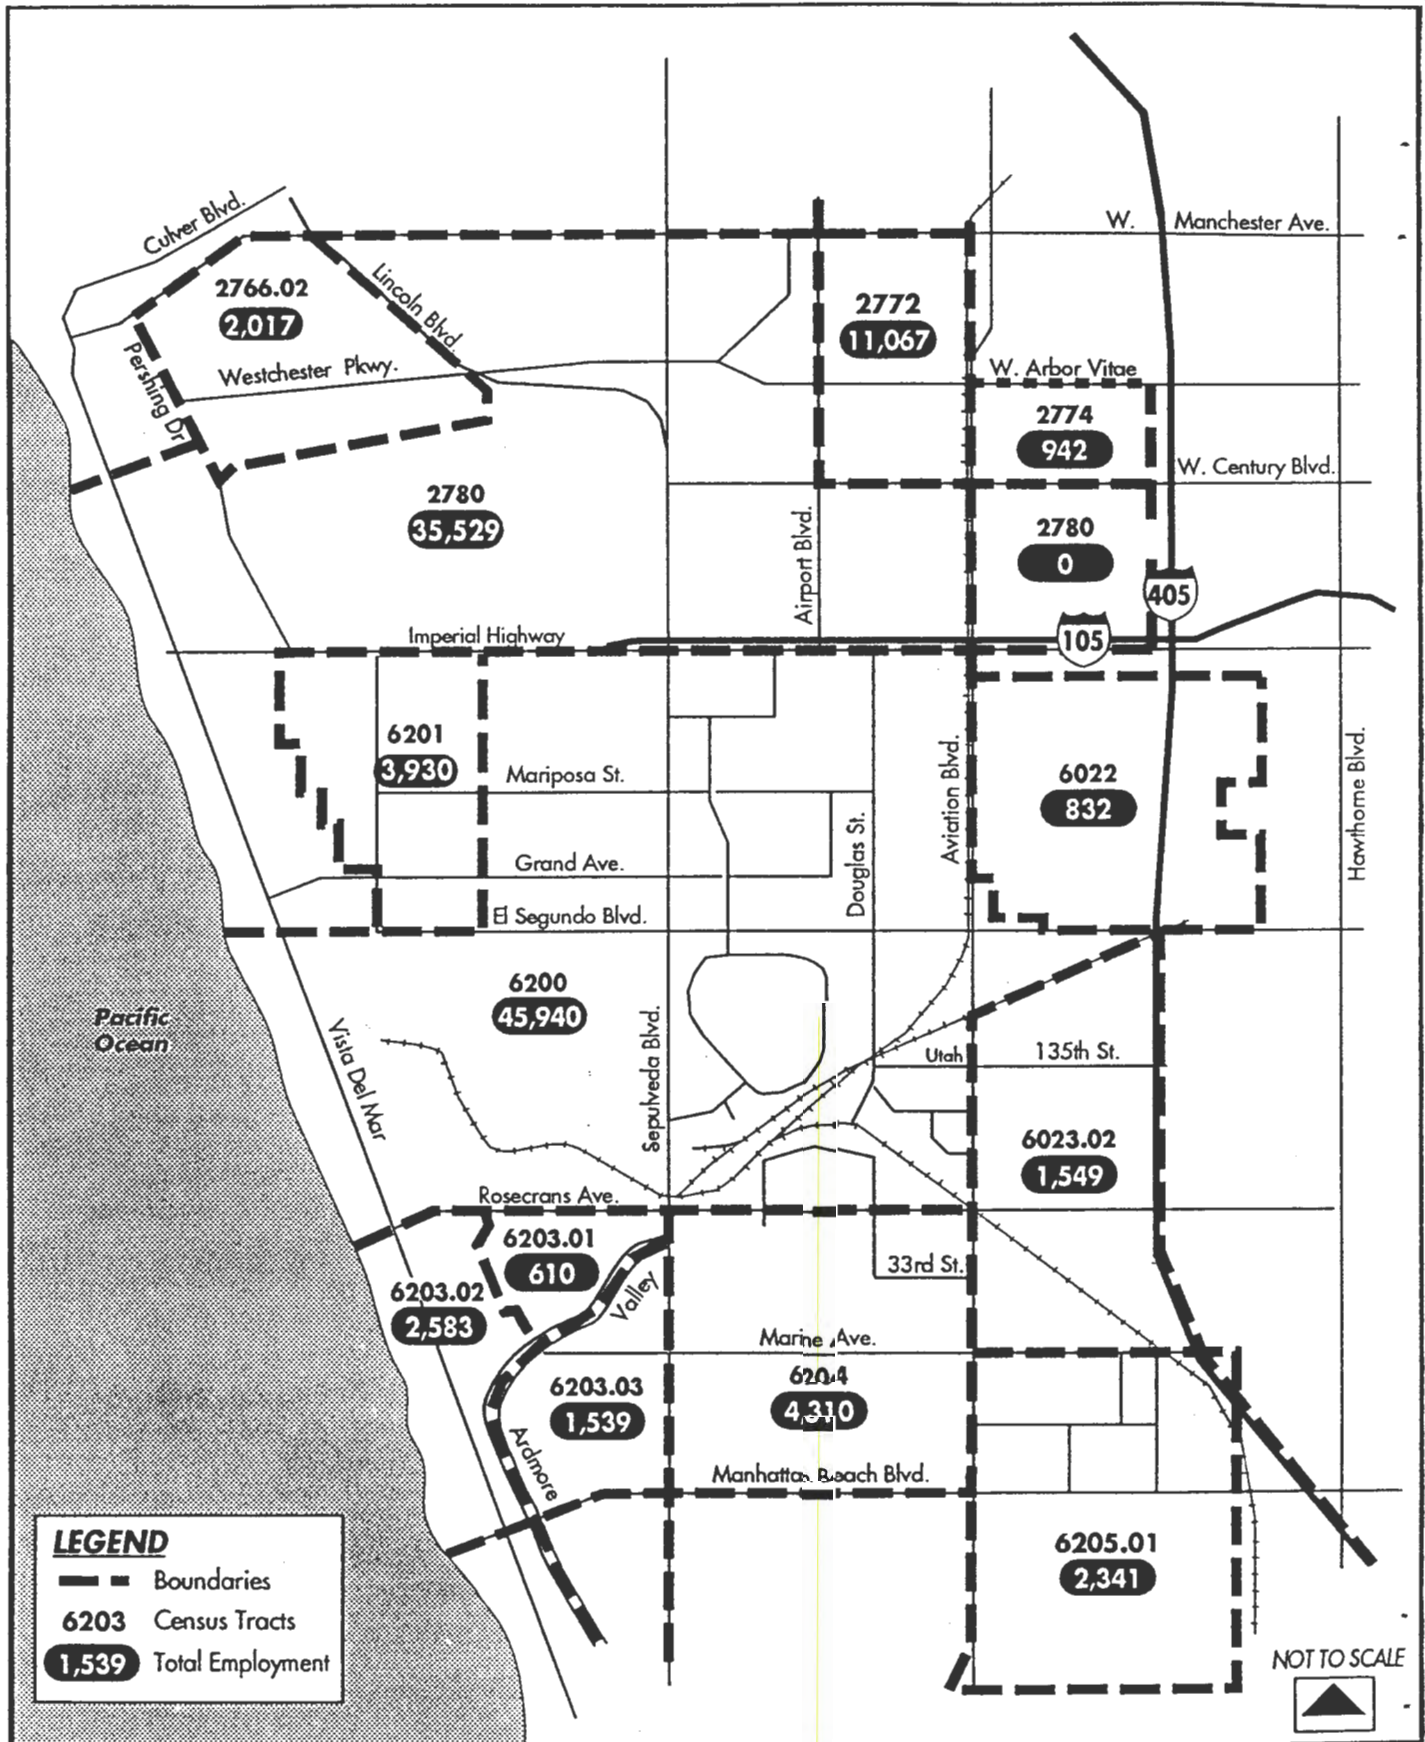 W. Manchester Ave.
Culver Blvd.
2766.02
2,017
Lincoln Blvd.
2772
11,067
Pershing Dr
Westchester Pkwy.
W. Arbor Vitae
2774
942
W. Century Blvd.
2780
35,529
Airport Blvd.
2780
0
405
105
Imperial Highway
6201
3,930
Mariposa St.
Aviation Blvd.
6022
832
Hawthorne Blvd.
Grand Ave.
Douglas St.
El Segundo Blvd.
6200
45,940
Pacific
Ocean
Vista Del Mar
Sepulveda Blvd.
Utah
135th St.
6023.02
1,549
Rosecrans Ave.
6203.01
610
33rd St.
6203.02
2,583
Valley
Marine Ave.
6203.03
1,539
6204
4,310
Ardmore
Manhattan Beach Blvd.
6205.01
2,341
LEGEND
Boundaries
6203 Census Tracts
1,539 Total Employment
NOT TO SCALE